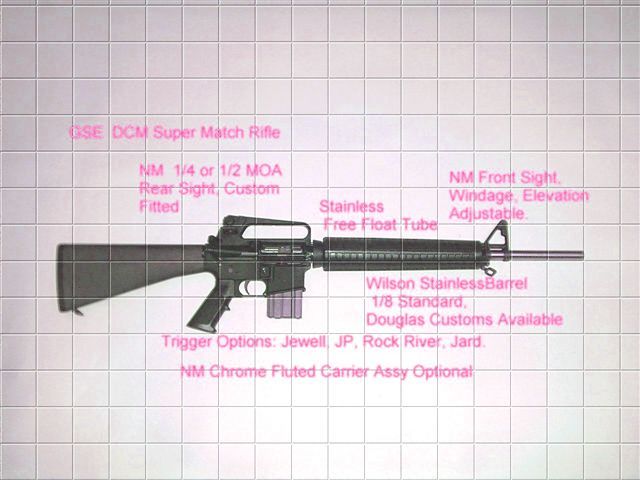 GSE DCM Super Match Rifle
NM 1/4 or 1/2 MOA
Rear Sight, Custom
Fitted
Stainless
Free Float Tube
NM Front Sight,
Windage, Elevation
Adjustable.
Wilson StainlessBarrel
1/8 Standard,
Douglas Customs Available
Trigger Options: Jewell, JP, Rock River, Jard.
NM Chrome Fluted Carrier Assy Optional